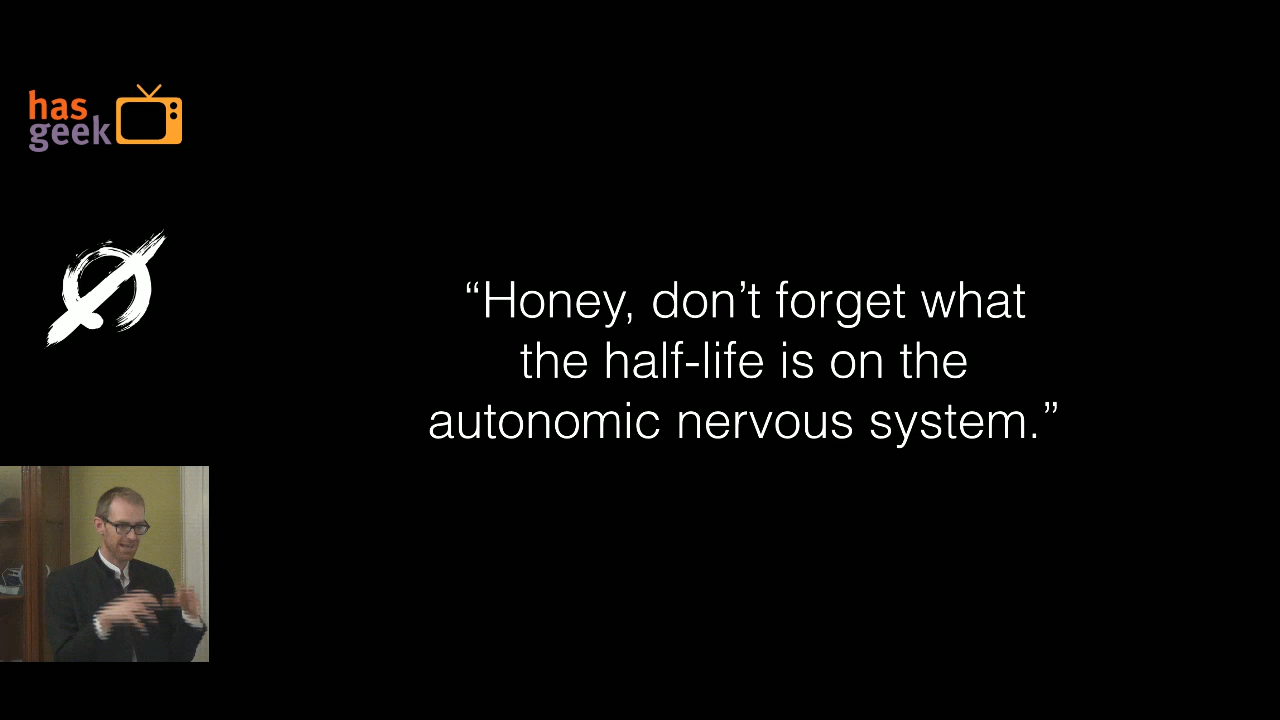 has
geek
“Honey, don’t forget what
the half-life is on the
autonomic nervous system.”